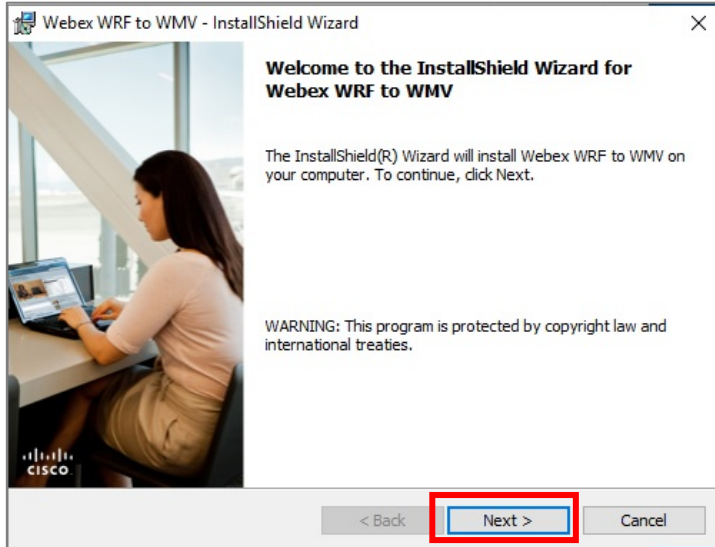 Webex WRF to WMV - InstallShield Wizard
Welcome to the InstallShield Wizard for
Webex WRF to WMV
The InstallShield(R) Wizard will install Webex WRF to WMV on
your computer. To continue, click Next.
WARNING: This program is protected by copyright law and
international treaties.
CISCO
< Back
Next >
Cancel